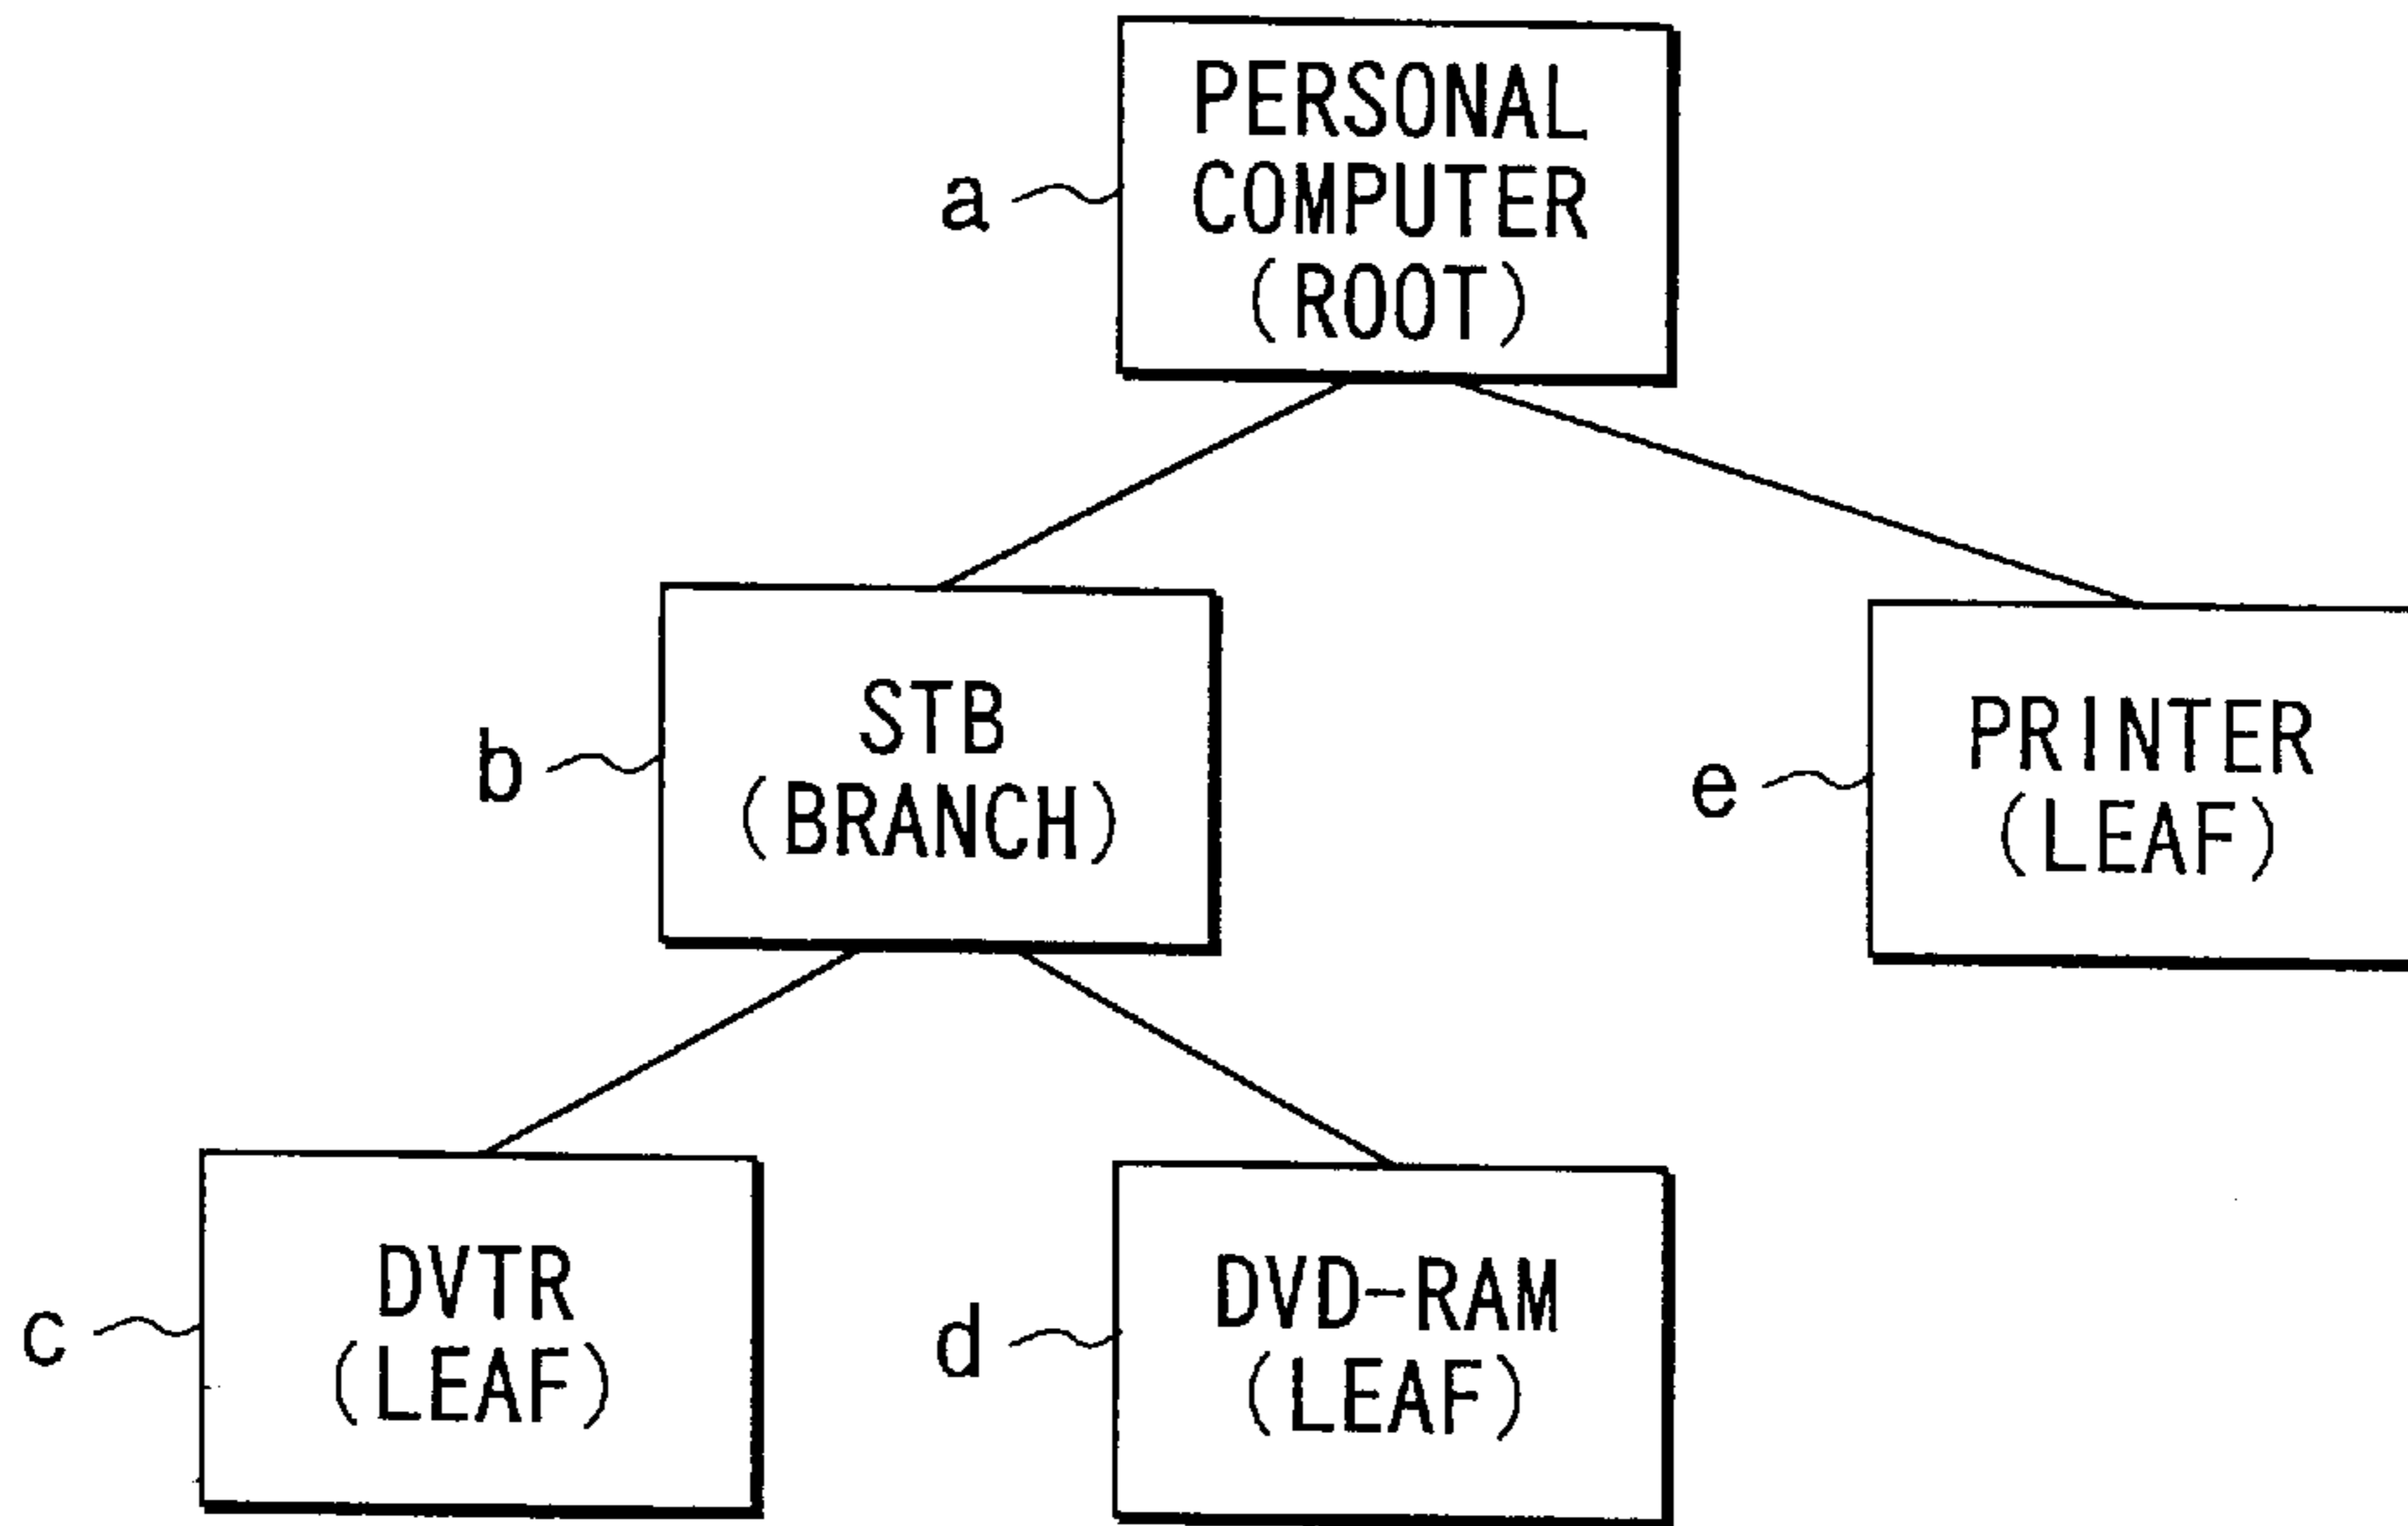 PERSONAL
COMPUTER
(ROOT)
a
STB
(BRANCH)
b
PRINTER
(LEAF)
e
DVTR
(LEAF)
c
DVD-RAM
(LEAF)
d